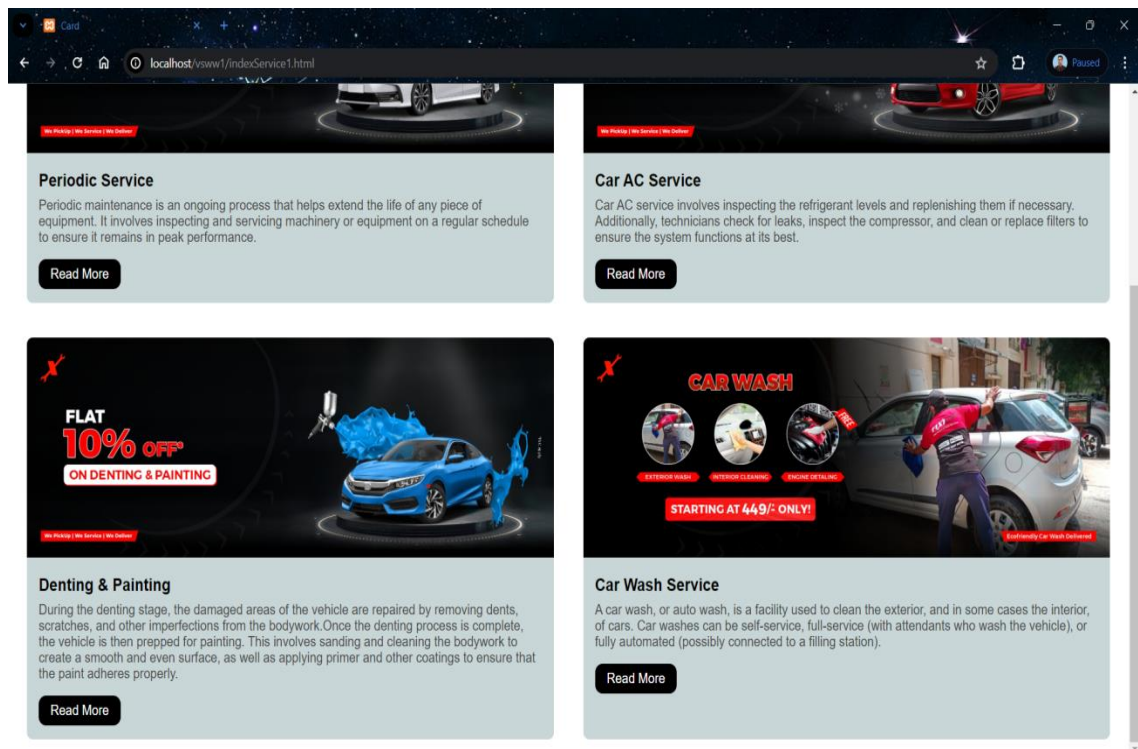 Card
localhost/vsww1/indexService1.html
Paused
We PickUp | We Service | We Deliver
We PickUp | We Service | We Deliver
Periodic Service
Periodic maintenance is an ongoing process that helps extend the life of any piece of
equipment. It involves inspecting and servicing machinery or equipment on a regular schedule
to ensure it remains in peak performance.
Read More
Car AC Service
Car AC service involves inspecting the refrigerant levels and replenishing them if necessary.
Additionally, technicians check for leaks, inspect the compressor, and clean or replace filters to
ensure the system functions at its best.
Read More
FLAT
10% OFF*
ON DENTING & PAINTING
We PickUp | We Service | We Deliver
CAR WASH
FREE
EXTERIOR WASH
INTERIOR CLEANING
ENGINE DETALING
STARTING AT 449/- ONLY!
Ecofriendly Car Wash Delivered
Denting & Painting
During the denting stage, the damaged areas of the vehicle are repaired by removing dents,
scratches, and other imperfections from the bodywork.Once the denting process is complete,
the vehicle is then prepped for painting. This involves sanding and cleaning the bodywork to
create a smooth and even surface, as well as applying primer and other coatings to ensure that
the paint adheres properly.
Read More
Car Wash Service
A car wash, or auto wash, is a facility used to clean the exterior, and in some cases the interior,
of cars. Car washes can be self-service, full-service (with attendants who wash the vehicle), or
fully automated (possibly connected to a filling station).
Read More